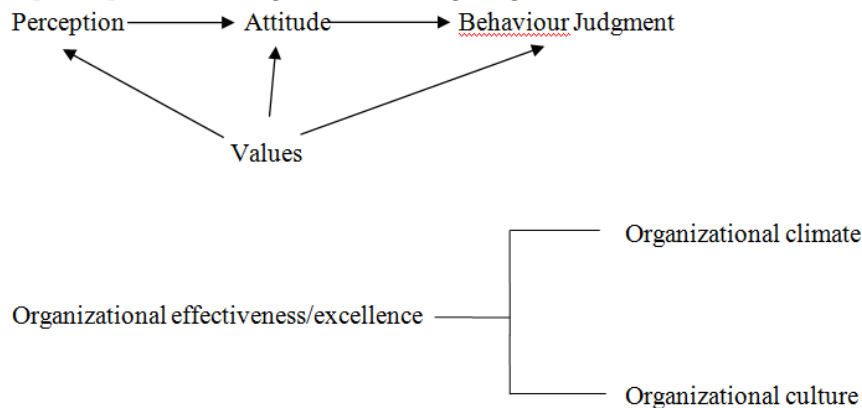 Perception Attitude Behaviour Judgment
Values
Organizational climate
Organizational effectiveness/excellence
Organizational culture